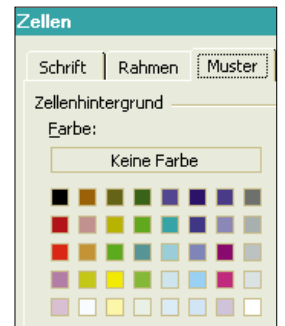 Zellen
Schrift Rahmen Muster
Zellenhintergrund
Farbe:
Keine Farbe